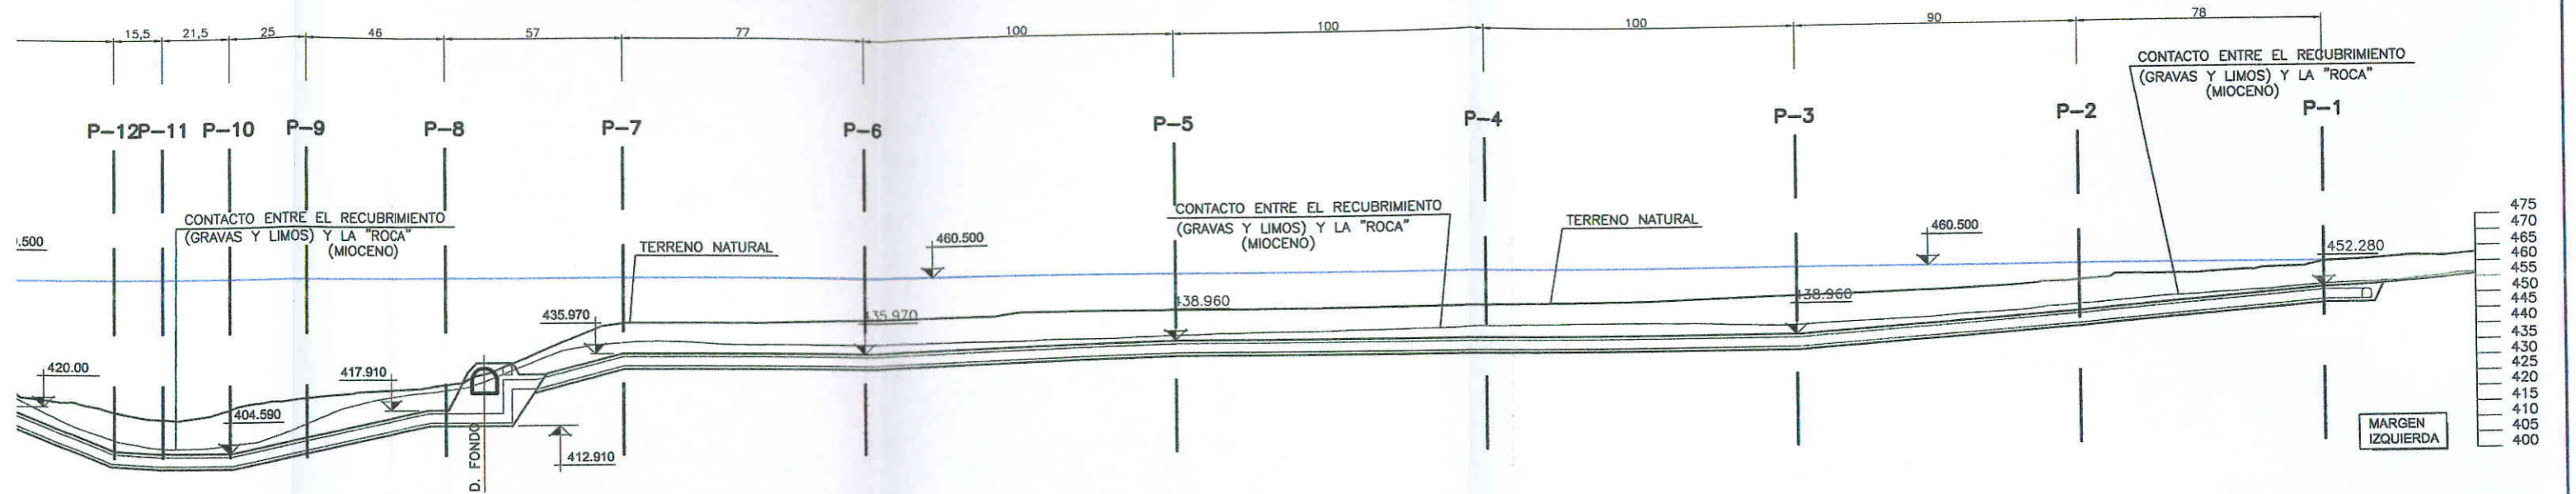 15,5
21,5
25
46
57
77
100
100
100
90
78
CONTACTO ENTRE EL RECUBRIMIENTO
(GRAVAS Y LIMOS) Y LA "ROCA"
(MIOCENO)
P-12
P-11
P-10
P-9
P-8
P-7
P-6
P-5
P-4
P-3
P-2
P-1
CONTACTO ENTRE EL RECUBRIMIENTO
(GRAVAS Y LIMOS) Y LA "ROCA"
(MIOCENO)
TERRENO NATURAL
CONTACTO ENTRE EL RECUBRIMIENTO
(GRAVAS Y LIMOS) Y LA "ROCA"
(MIOCENO)
TERRENO NATURAL
.500
460.500
460.500
452.280
435.970
435.970
438.960
438.960
420.00
417.910
404.590
412.910
D. FONDO
475
470
465
460
455
450
445
440
435
430
425
420
415
410
405
400
MARGEN
IZQUIERDA